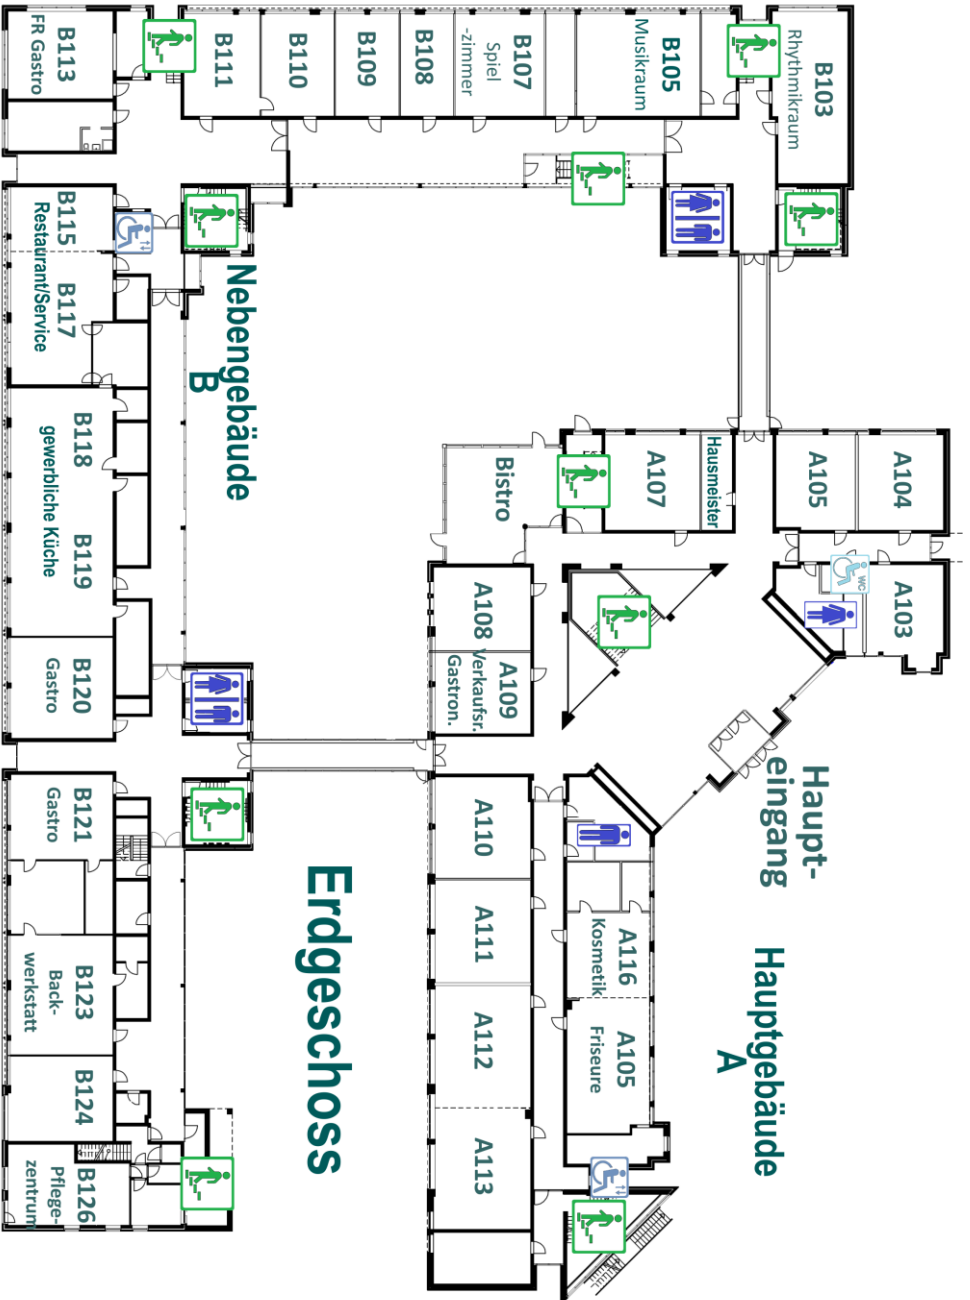 B113
FR Gastro
B111
B110
B109
B108
B107
Spiel
-zimmer
B105
Musikraum
B103
Rhythmikraum
B115
B117
Restaurant/Service
Nebengebäude
B
B118
B119
gewerbliche Küche
B120
Gastro
B121
Gastro
B123
Back-
werkstatt
B124
B126
Pflege-
zentrum
Bistro
A107
Hausmeister
A105
A104
WC
A103
A108
A109
Verkaufsr.
Gastron.
Haupt-
eingang
A110
A111
A112
A113
A116
Kosmetik
A105
Friseure
Hauptgebäude
A
Erdgeschoss